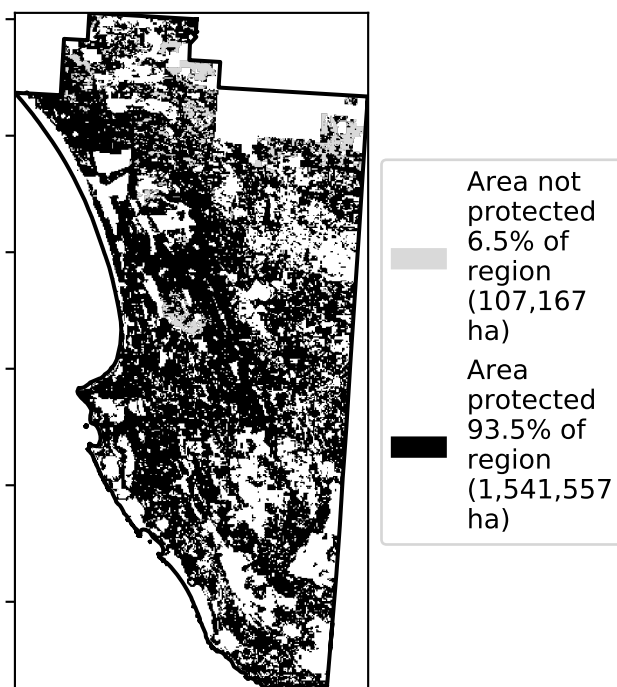 Area not
protected
6.5% of
region
(107,167
ha)
Area
protected
93.5% of
region
(1,541,557
ha)